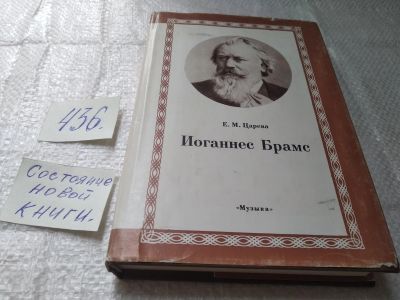 436.
Состояние
новой
книги.
Е. М. Царева
Иоганнес Брамс
«Музыка»